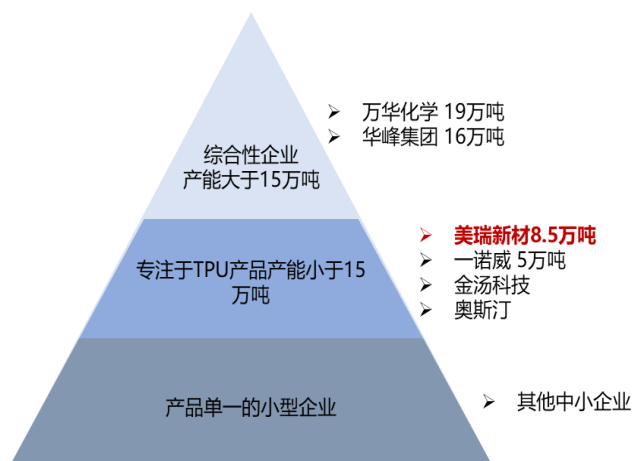 万华化学 19万吨
华峰集团 16万吨
综合性企业
产能大于15万吨
美瑞新材8.5万吨
一诺威 5万吨
金汤科技
奥斯汀
专注于TPU产品产能小于15
万吨
产品单一的小型企业
其他中小企业